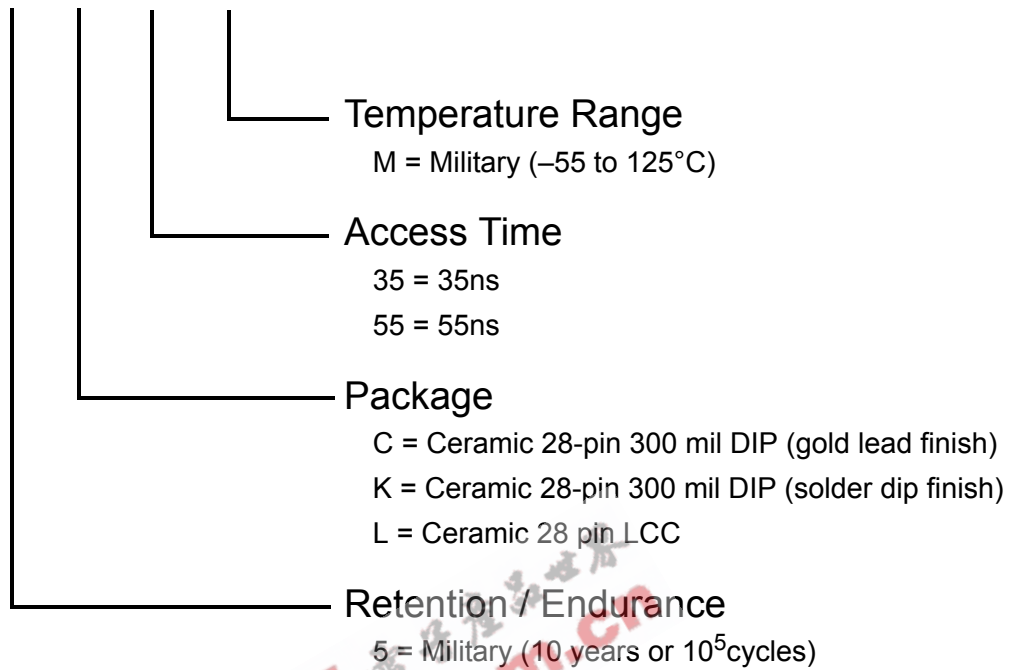 Temperature Range
M = Military (–55 to 125°C)
Access Time
35 = 35ns
55 = 55ns
Package
C = Ceramic 28-pin 300 mil DIP (gold lead finish)
K = Ceramic 28-pin 300 mil DIP (solder dip finish)
L = Ceramic 28 pin LCC
Retention / Endurance
5 = Military (10 years or 10⁵cycles)